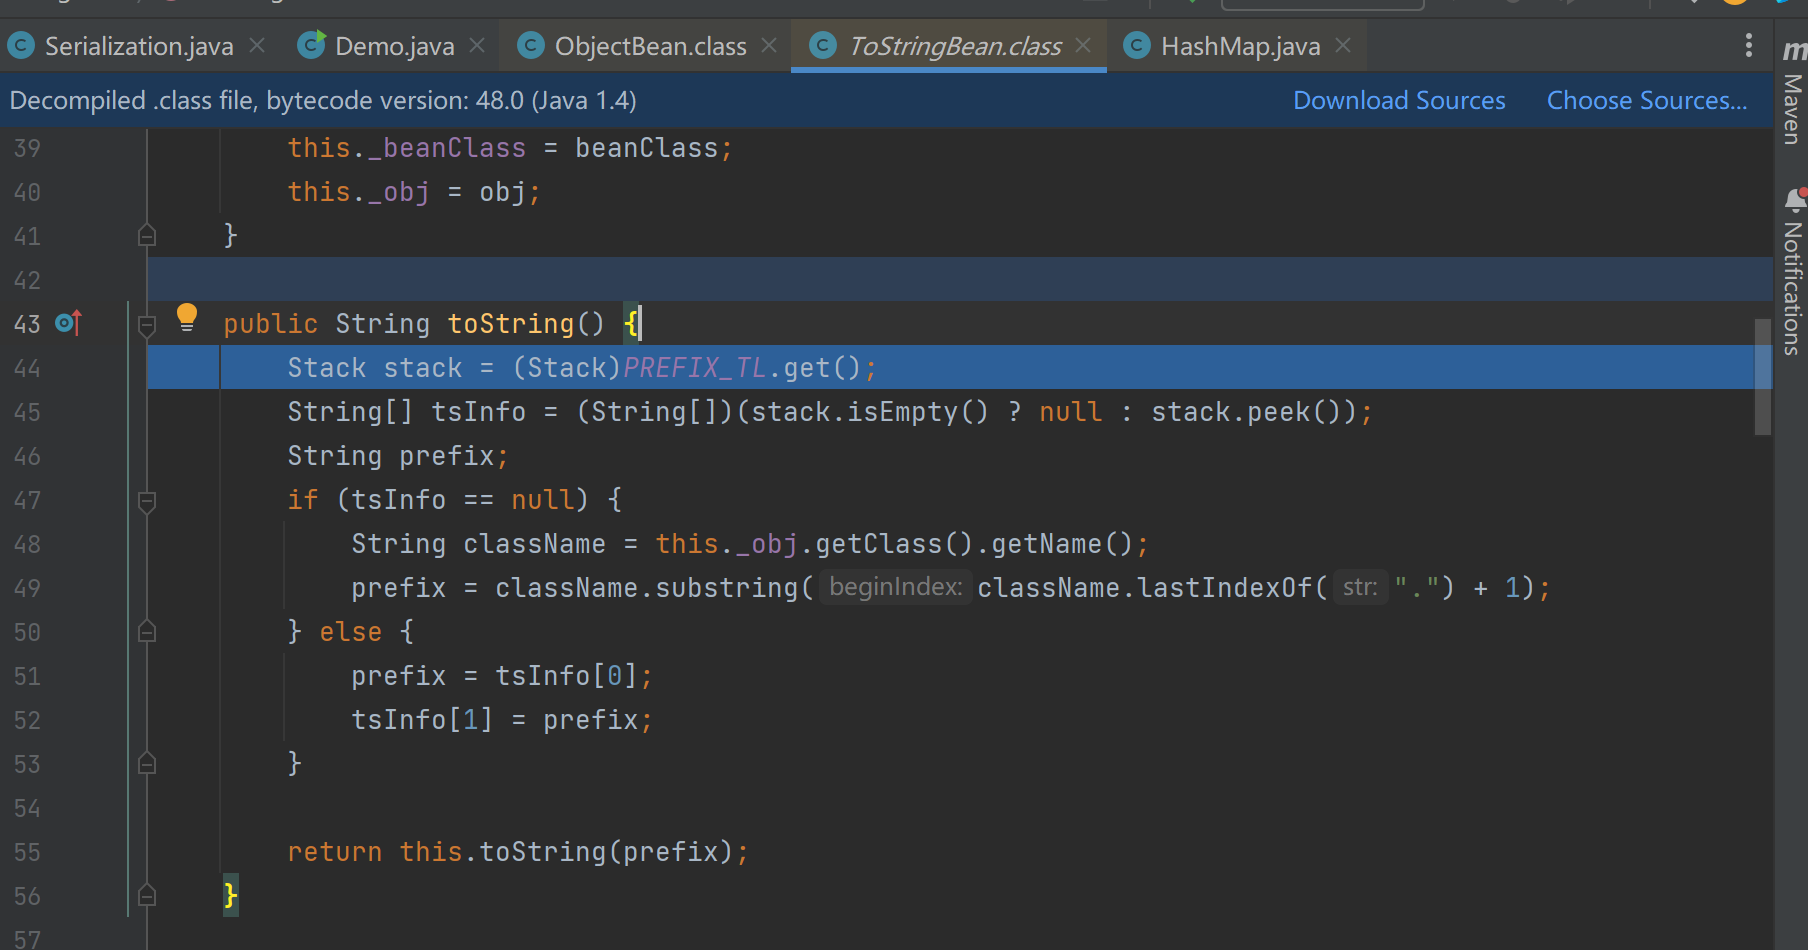 Serialization.java Demo.java ObjectBean.class ToStringBean.class HashMap.java
Decompiled .class file, bytecode version: 48.0 (Java 1.4) Download Sources Choose Sources...
39 this._beanClass = beanClass;
40 this._obj = obj;
41 }
42
43 public String toString() {
44 Stack stack = (Stack)PREFIX_TL.get();
45 String[] tsInfo = (String[])(stack.isEmpty() ? null : stack.peek());
46 String prefix;
47 if (tsInfo == null) {
48 String className = this._obj.getClass().getName();
49 prefix = className.substring( beginIndex: className.lastIndexOf( str: ".") + 1);
50 } else {
51 prefix = tsInfo[0];
52 tsInfo[1] = prefix;
53 }
54
55 return this.toString(prefix);
56 }
57
m
Maven
Notifications